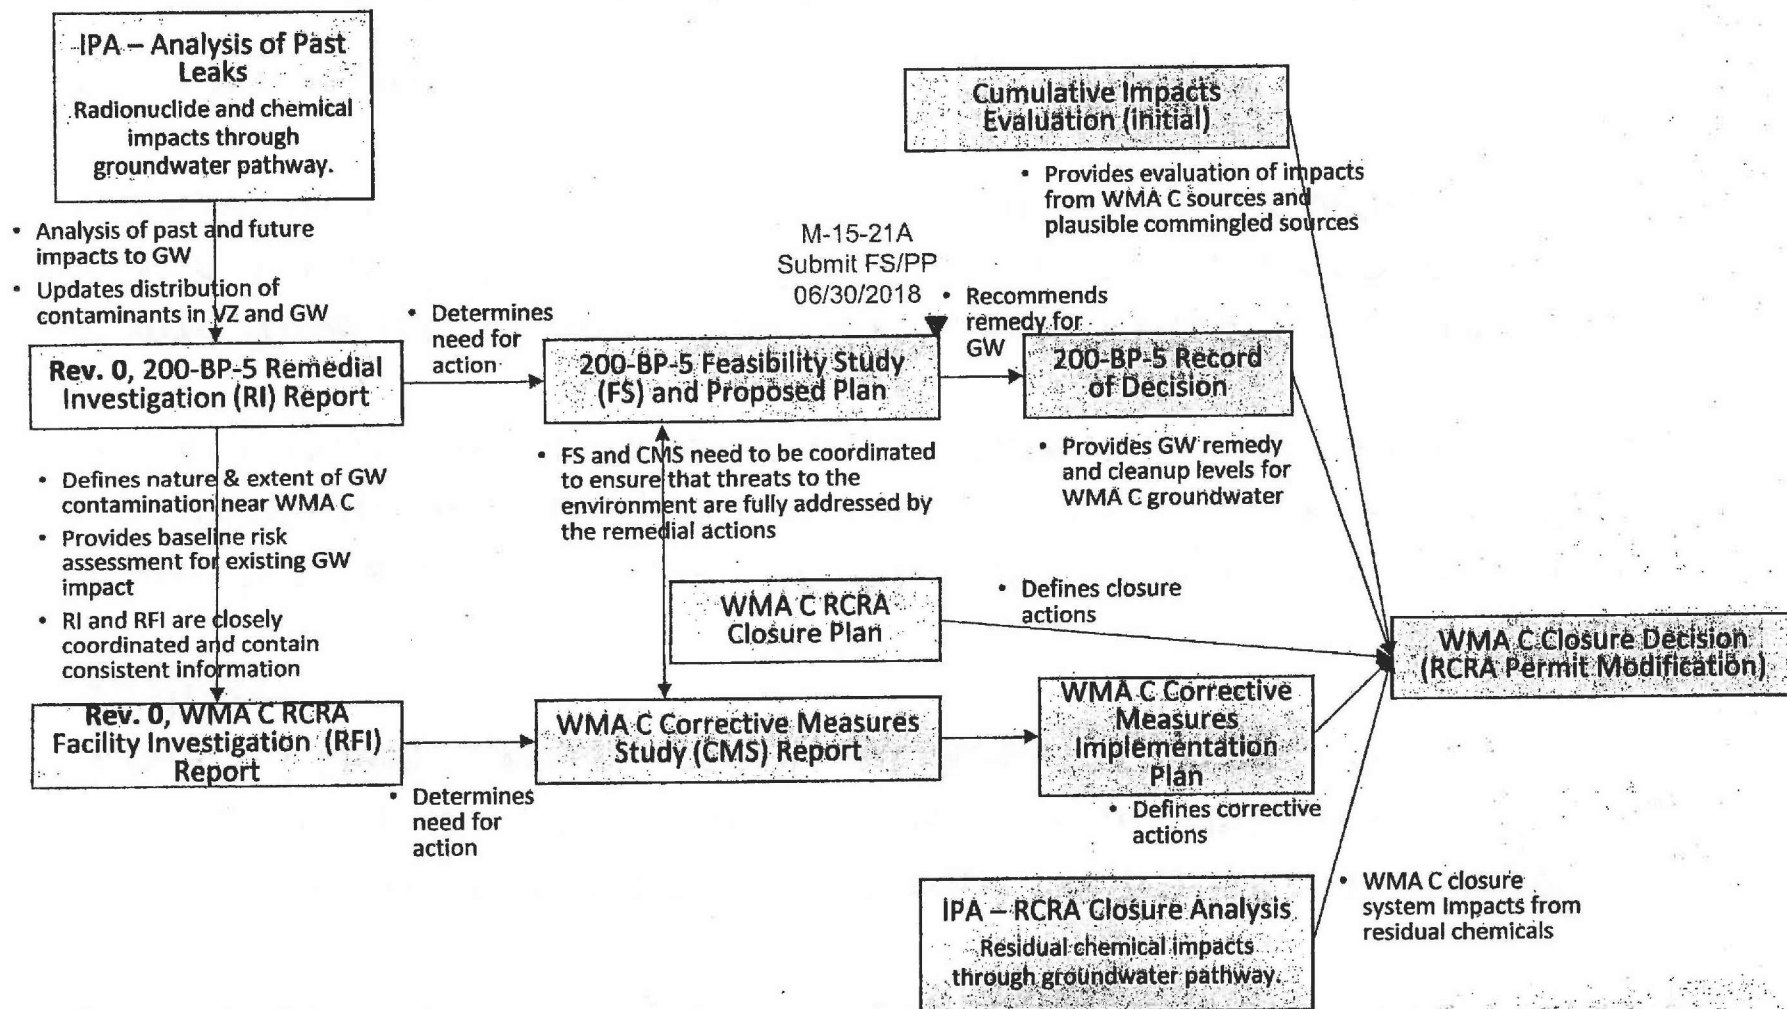 IPA – Analysis of Past
Leaks
Radionuclide and chemical
impacts through
groundwater pathway.
• Analysis of past and future
impacts to GW
• Updates distribution of
contaminants in VZ and GW
Rev. 0, 200-BP-5 Remedial
Investigation (RI) Report
• Defines nature & extent of GW
contamination near WMA C
• Provides baseline risk
assessment for existing GW
impact
• RI and RFI are closely
coordinated and contain
consistent information
Rev. 0, WMA C RCRA
Facility Investigation (RFI)
Report
• Determines
need for
action
• Determines
need for
action
M-15-21A
Submit FS/PP
06/30/2018
200-BP-5 Feasibility Study
(FS) and Proposed Plan
• FS and CMS need to be coordinated
to ensure that threats to the
environment are fully addressed by
the remedial actions
WMA C RCRA
Closure Plan
WMA C Corrective Measures
Study (CMS) Report
Cumulative Impacts
Evaluation (initial)
• Provides evaluation of impacts
from WMA C sources and
plausible commingled sources
• Recommends
remedy for
GW
200-BP-5 Record
of Decision
• Provides GW remedy
and cleanup levels for
WMA C groundwater
• Defines closure
actions
WMA C Corrective
Measures
Implementation
Plan
• Defines corrective
actions
IPA – RCRA Closure Analysis
Residual chemical impacts
through groundwater pathway.
• WMA C closure
system Impacts from
residual chemicals
WMA C Closure Decision
(RCRA Permit Modification)